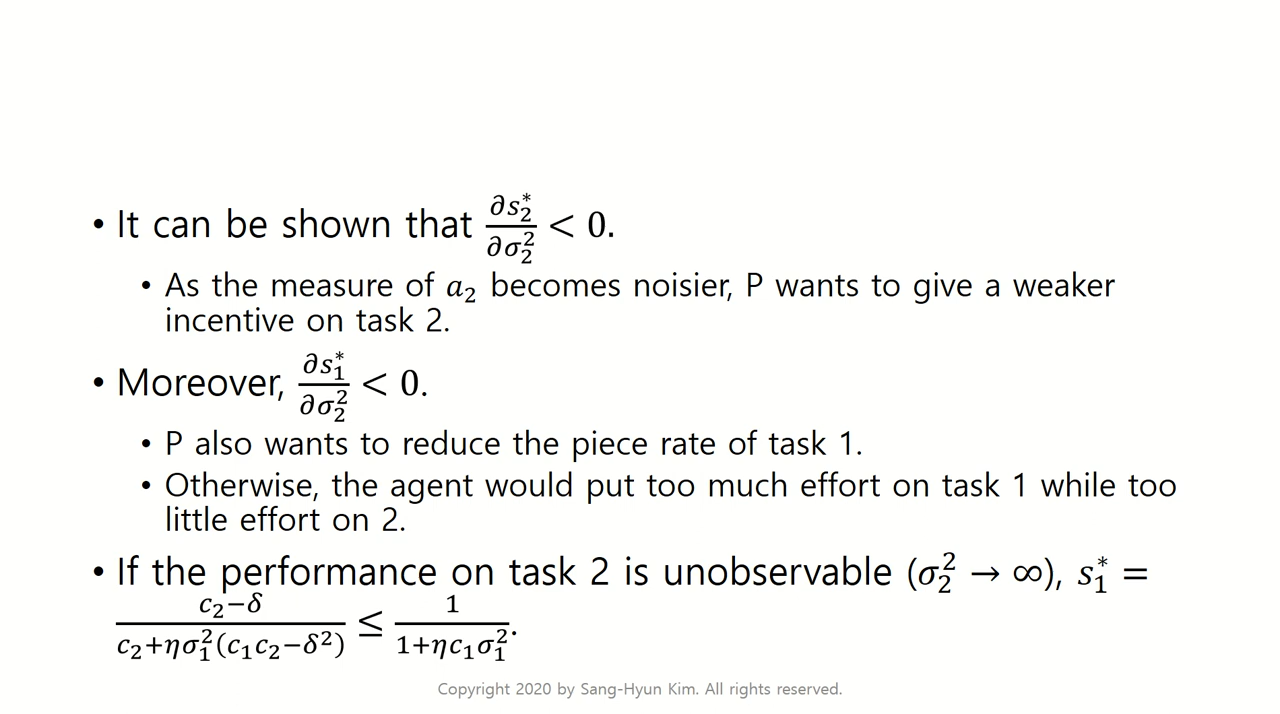 • It can be shown that ∂s₂*/∂σ₂² < 0.
• As the measure of a₂ becomes noisier, P wants to give a weaker
incentive on task 2.
• Moreover, ∂s₁*/∂σ₂² < 0.
• P also wants to reduce the piece rate of task 1.
• Otherwise, the agent would put too much effort on task 1 while too
little effort on 2.
• If the performance on task 2 is unobservable (σ₂² → ∞), s₁* =
(c₂−δ)/(c₂+ησ₁²(c₁c₂−δ²)) ≤ 1/(1+ηc₁σ₁²).
Copyright 2020 by Sang-Hyun Kim. All rights reserved.